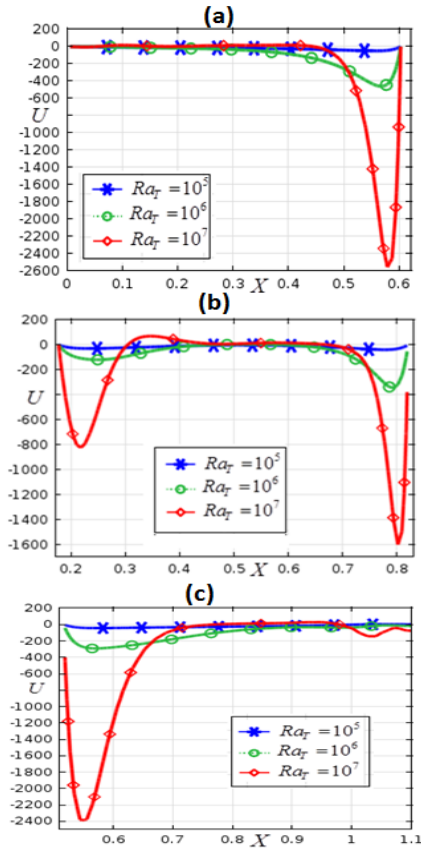 (a)
200
0
-200
-400
-600
-800
-1000
-1200
-1400
-1600
-1800
-2000
-2200
-2400
-2600
U
Ra_T = 10^5
Ra_T = 10^6
Ra_T = 10^7
0 0.1 0.2 0.3 0.4 0.5 0.6
X
(b)
200
0
-200
-400
-600
-800
-1000
-1200
-1400
-1600
U
Ra_T = 10^5
Ra_T = 10^6
Ra_T = 10^7
0.2 0.3 0.4 0.5 0.6 0.7 0.8
X
(c)
200
0
-200
-400
-600
-800
-1000
-1200
-1400
-1600
-1800
-2000
-2200
-2400
U
Ra_T = 10^5
Ra_T = 10^6
Ra_T = 10^7
0.6 0.7 0.8 0.9 1 1.1
X